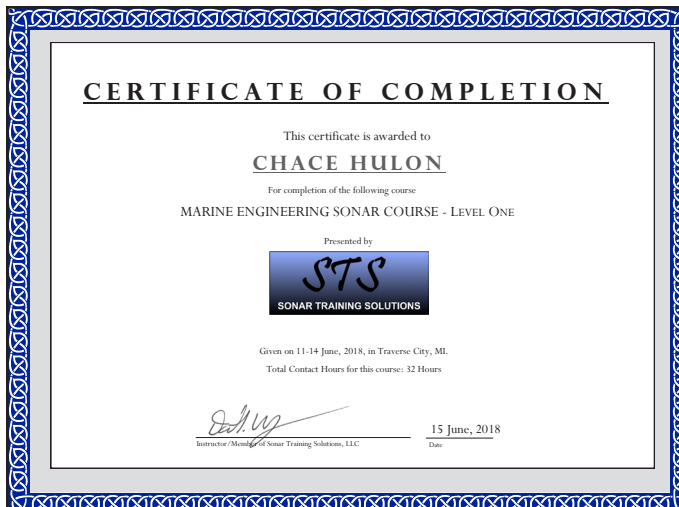 CERTIFICATE OF COMPLETION
This certificate is awarded to
CHACE HULON
For completion of the following course
MARINE ENGINEERING SONAR COURSE - LEVEL ONE
Presented by
STS
SONAR TRAINING SOLUTIONS
Given on 11-14 June, 2018, in Traverse City, MI.
Total Contact Hours for this course: 32 Hours
15 June, 2018
Instructor/Member of Sonar Training Solutions, LLC
Date